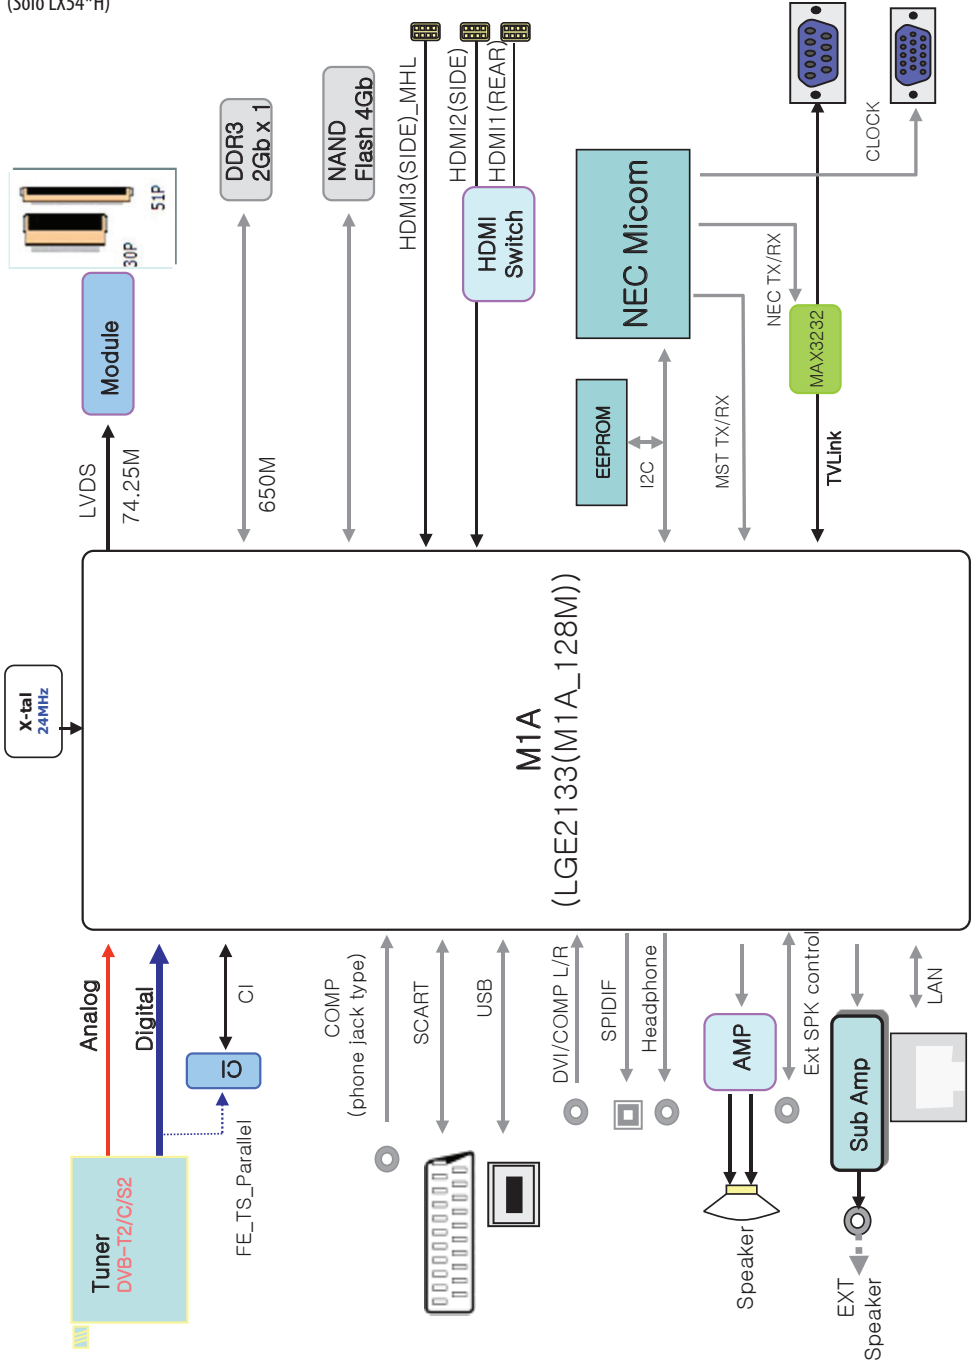 (Solo LX54*H)
X-tal
24MHz
Tuner
DVB-T2/C/S2
Analog
Digital
CI
CI
FE_TS_Parallel
COMP
(phone jack type)
SCART
USB
DVI/COMP L/R
SPIDIF
Headphone
AMP
Speaker
Ext SPK control
Sub Amp
EXT
Speaker
LAN
M1A
(LGE2133(M1A_128M))
LVDS
74.25M
Module
30P
51P
650M
DDR3
2Gb x 1
NAND
Flash 4Gb
HDMI3(SIDE)_MHL
HDMI2(SIDE)
HDMI1(REAR)
HDMI
Switch
EEPROM
I2C
NEC Micom
MST TX/RX
NEC TX/RX
MAX3232
TVLink
CLOCK